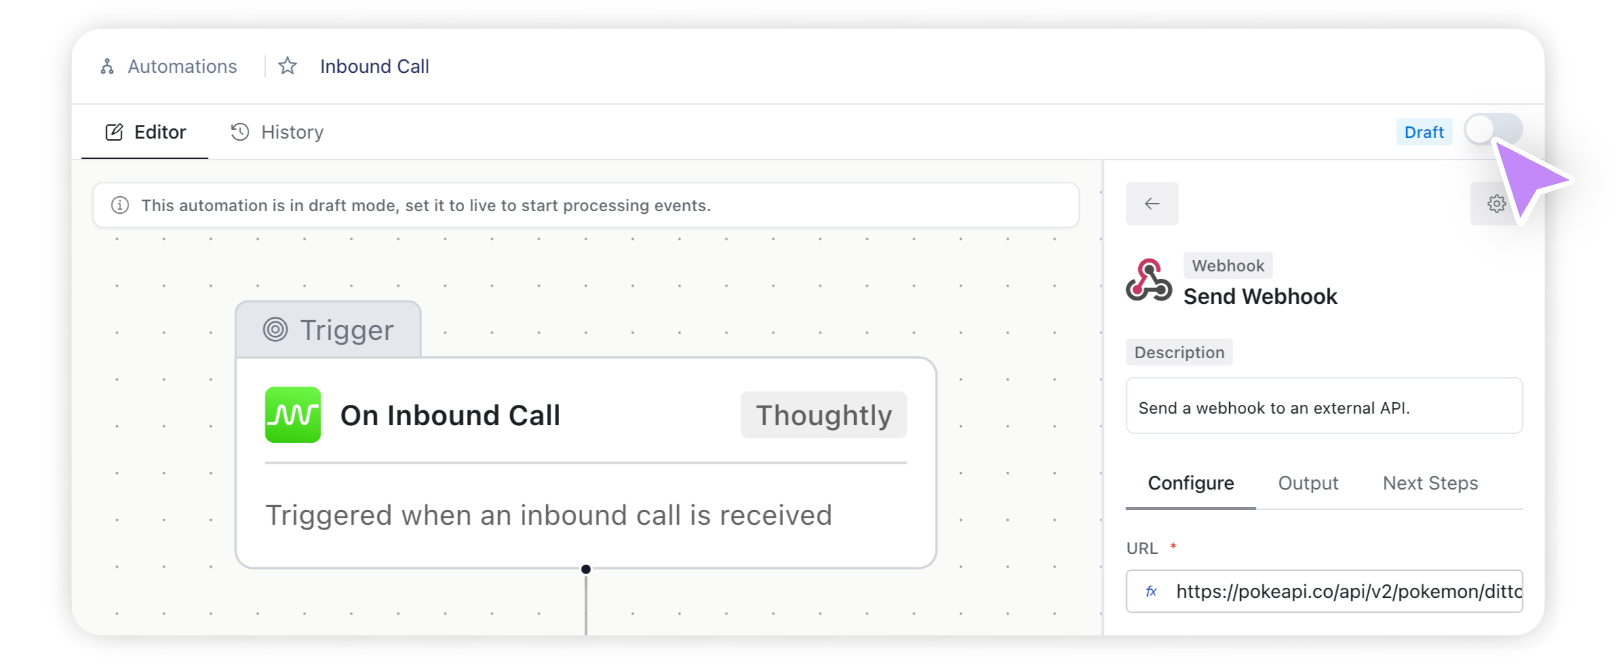 Automations
Inbound Call
Editor
History
Draft
This automation is in draft mode, set it to live to start processing events.
Trigger
On Inbound Call
Thoughtly
Triggered when an inbound call is received
Webhook
Send Webhook
Description
Send a webhook to an external API.
Configure
Output
Next Steps
URL *
fx https://pokeapi.co/api/v2/pokemon/ditto